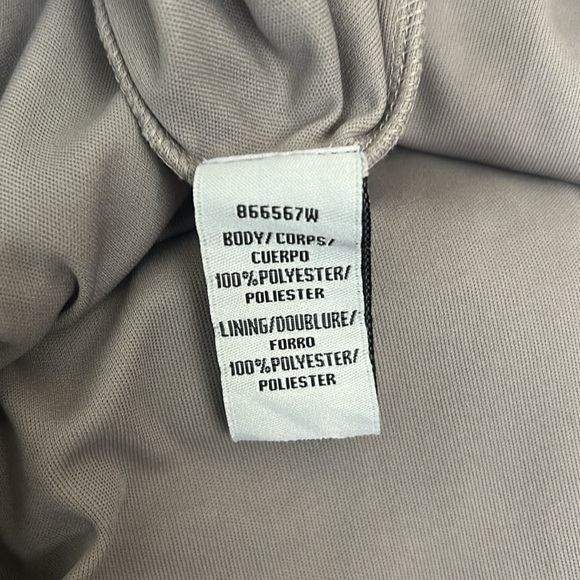 866567W
BODY/CORPS/
CUERPO
100%POLYESTER/
POLIESTER
LINING/DOUBLURE/
FORRO
100%POLYESTER/
POLIESTER